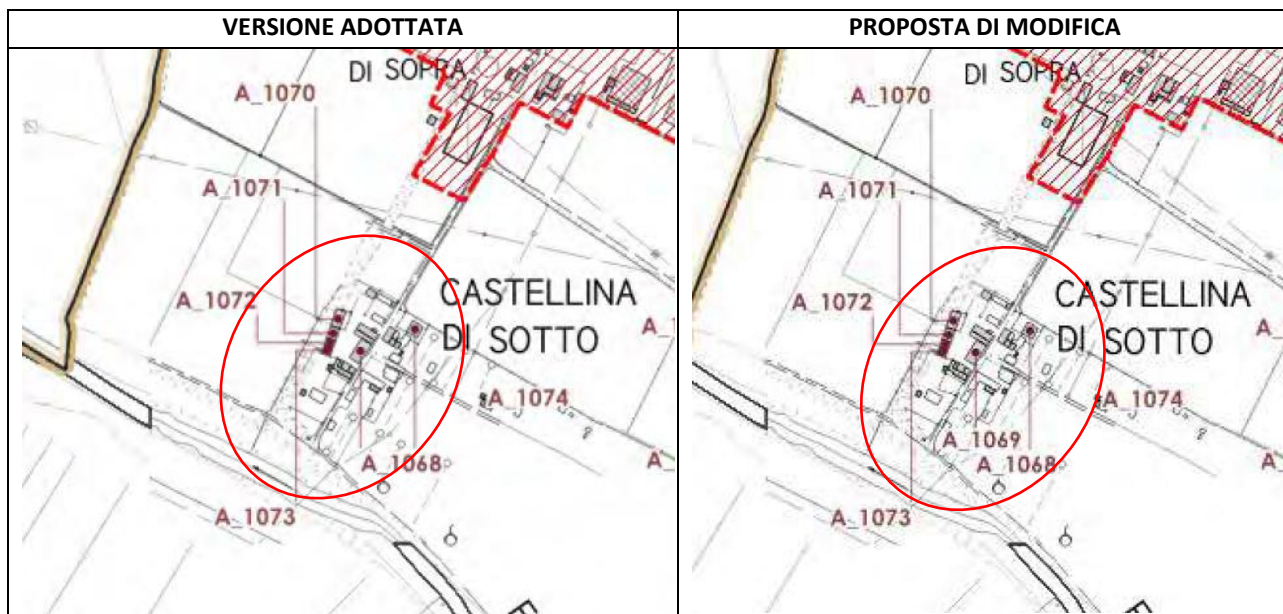 VERSIONE ADOTTATA
DI SOPRA
A_1070
A_1071
A_1072
CASTELLINA
DI SOTTO
A_1074
A_1068
A_1073
PROPOSTA DI MODIFICA
DI SOPRA
A_1070
A_1071
A_1072
CASTELLINA
DI SOTTO
A_1074
A_1069
A_1068
A_1073